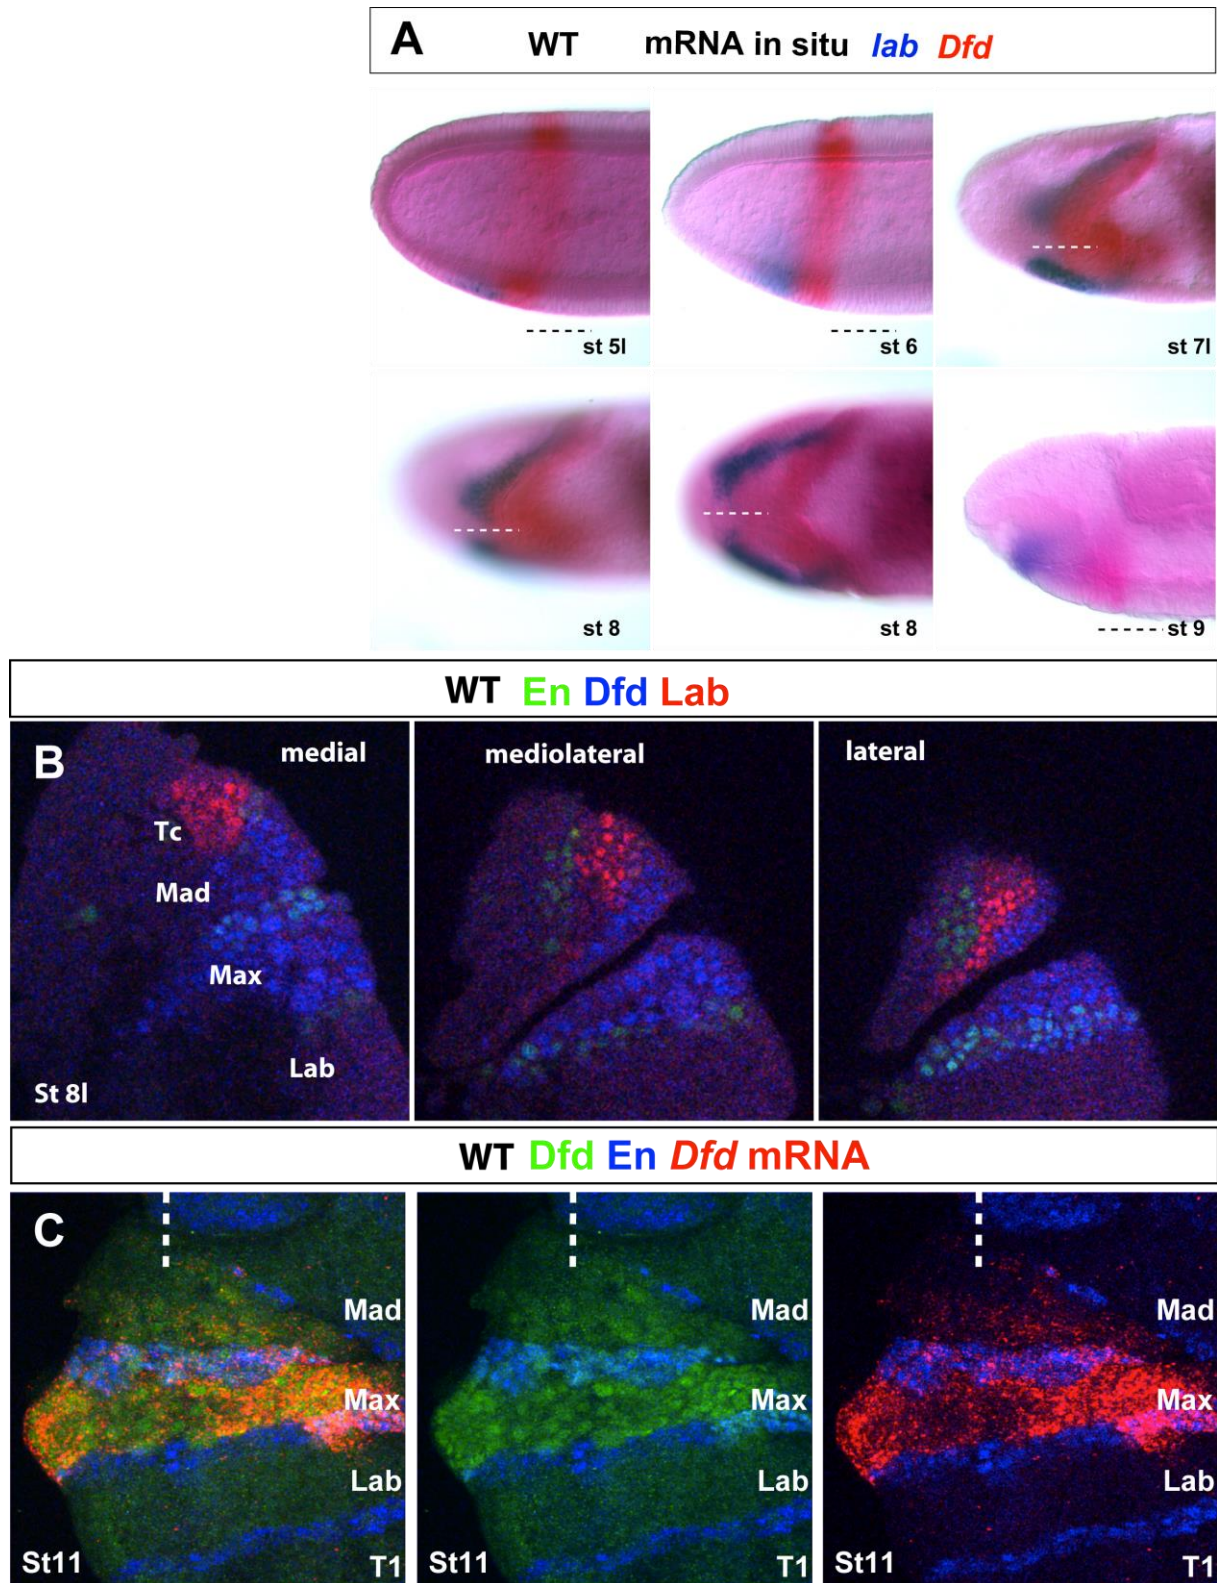 A WT mRNA in situ lab Dfd
st 5l
st 6
st 7l
st 8
st 8
st 9
WT En Dfd Lab
B
medial
mediolateral
lateral
Tc
Mad
Max
Lab
St 8l
WT Dfd En Dfd mRNA
C
Mad
Max
Lab
St11
T1
Mad
Max
Lab
St11
T1
Mad
Max
Lab
St11
T1